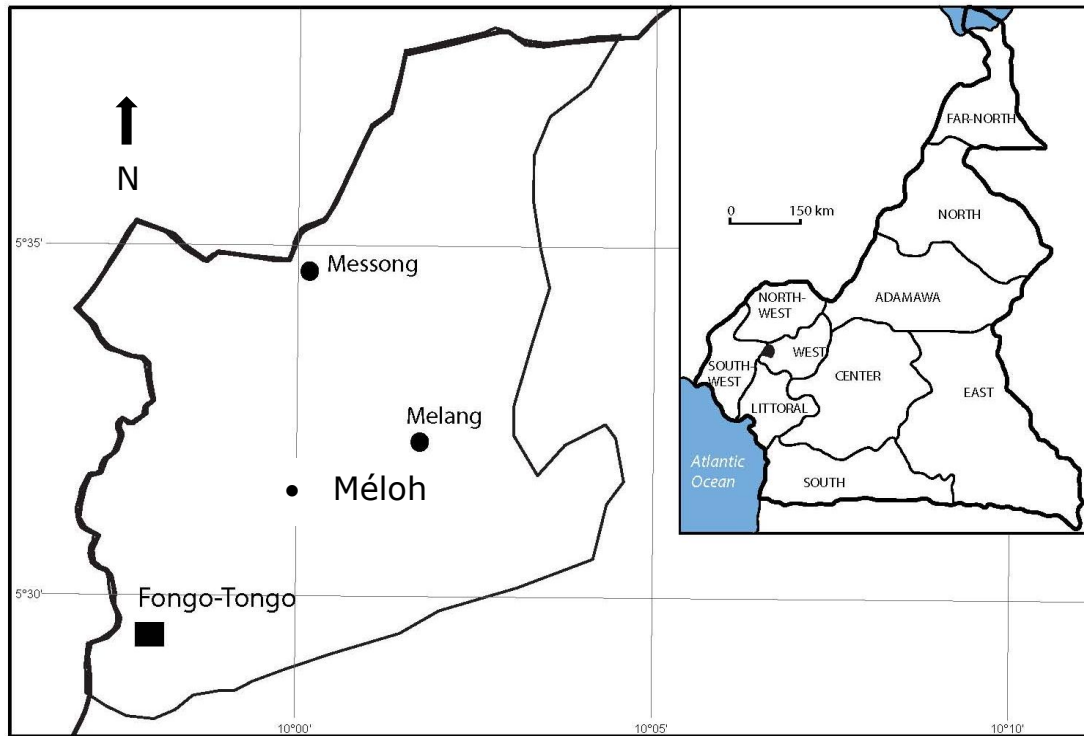 N
5°35'
Messong
Melang
Méloh
5°30'
Fongo-Tongo
10°00'
10°05'
10°10'
FAR-NORTH
0 150 km
NORTH
ADAMAWA
NORTH-
WEST
WEST
SOUTH-
WEST
CENTER
EAST
LITTORAL
Atlantic
Ocean
SOUTH